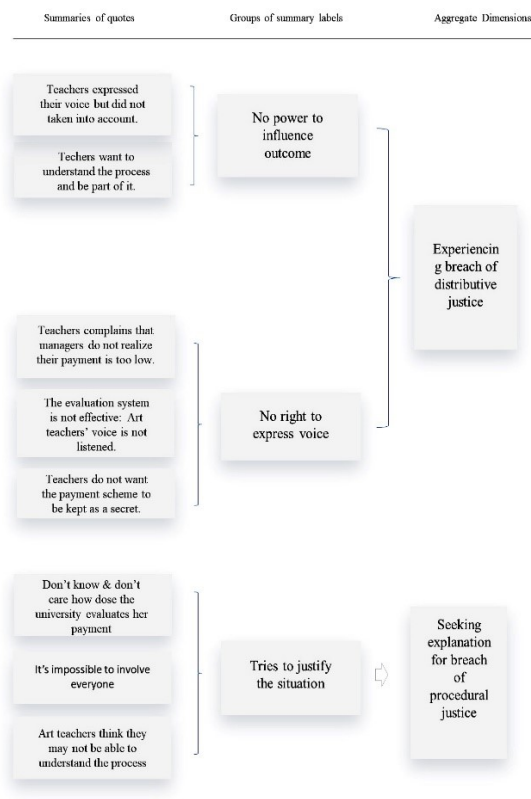 Summaries of quotes
Groups of summary labels
Aggregate Dimensions
Teachers expressed
their voice but did not
taken into account.
Techers want to
understand the process
and be part of it.
No power to
influence
outcome
Experiencin
g breach of
distributive
justice
Teachers complains that
managers do not realize
their payment is too low.
The evaluation system
is not effective: Art
teachers' voice is not
listened.
Teachers do not want
the payment scheme to
be kept as a secret.
No right to
express voice
Don't know & don't
care how dose the
university evaluates her
payment
It's impossible to involve
everyone
Art teachers think they
may not be able to
understand the process
Tries to justify
the situation
Seeking
explanation
for breach
of
procedural
justice